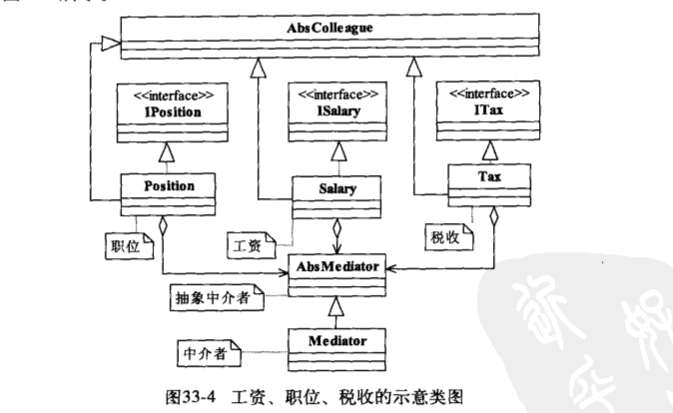 AbsColleague
<<interface>>
IPosition
<<interface>>
ISalary
<<interface>>
ITax
Position
Salary
Tax
职位
工资
税收
AbsMediator
抽象中介者
Mediator
中介者
图33-4 工资、职位、税收的示意类图